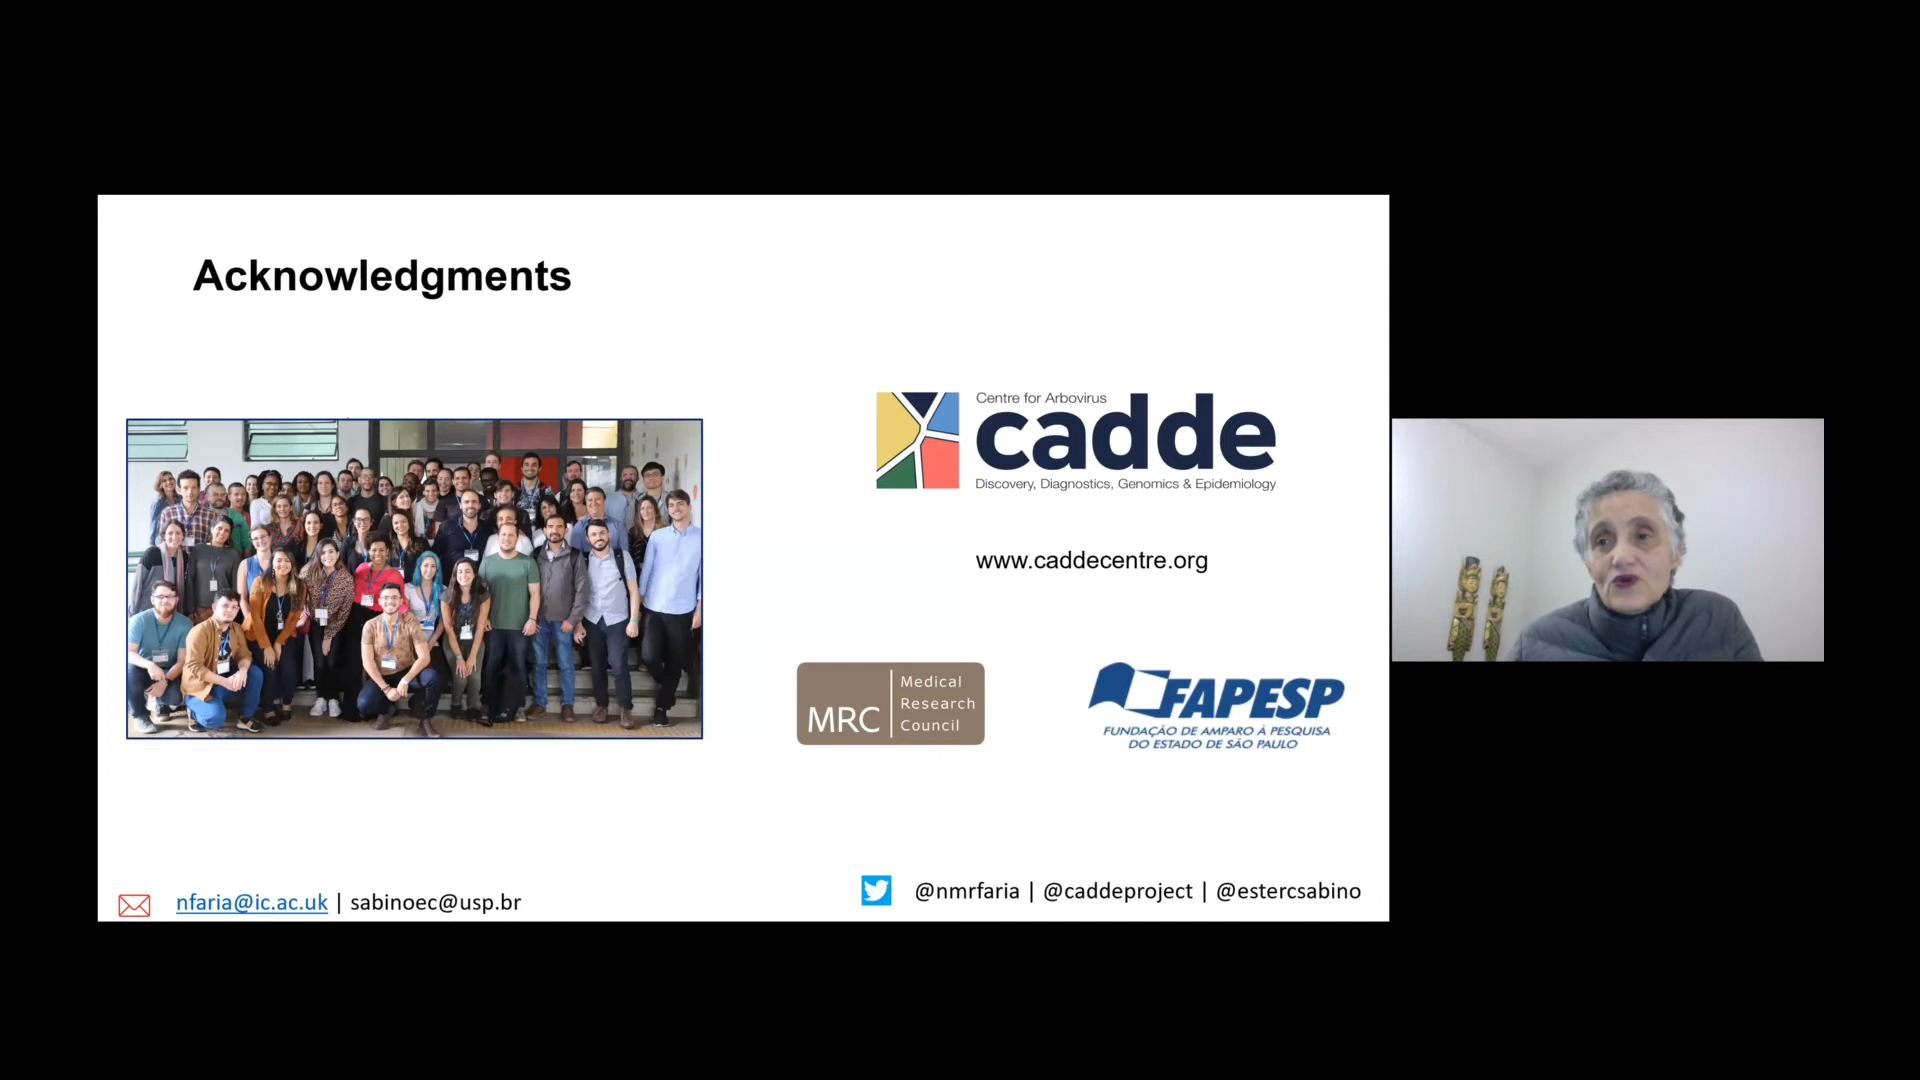 Acknowledgments
Centre for Arbovirus
cadde
Discovery, Diagnostics, Genomics & Epidemiology
www.caddecentre.org
MRC
Medical
Research
Council
FAPESP
FUNDAÇÃO DE AMPARO À PESQUISA
DO ESTADO DE SÃO PAULO
nfaria@ic.ac.uk | sabinoec@usp.br
@nmrfaria | @caddeproject | @estercsabino